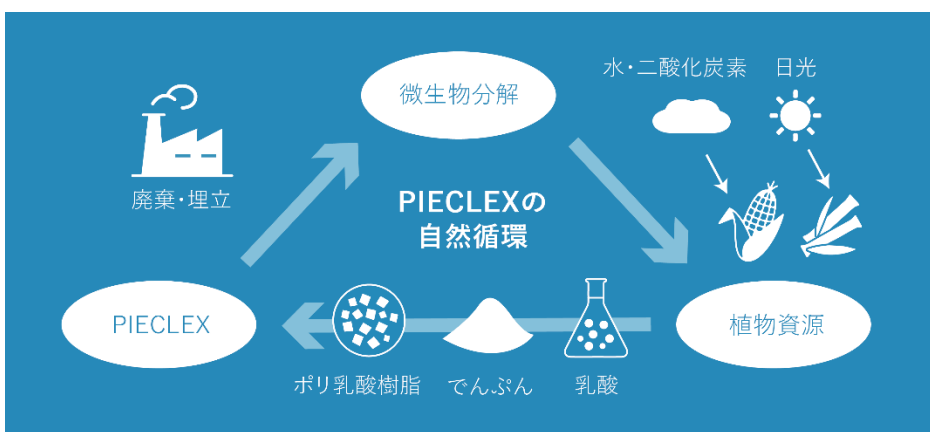 水・二酸化炭素
日光
微生物分解
廃棄・埋立
PIECLEXの
自然循環
PIECLEX
植物資源
ポリ乳酸樹脂
でんぷん
乳酸